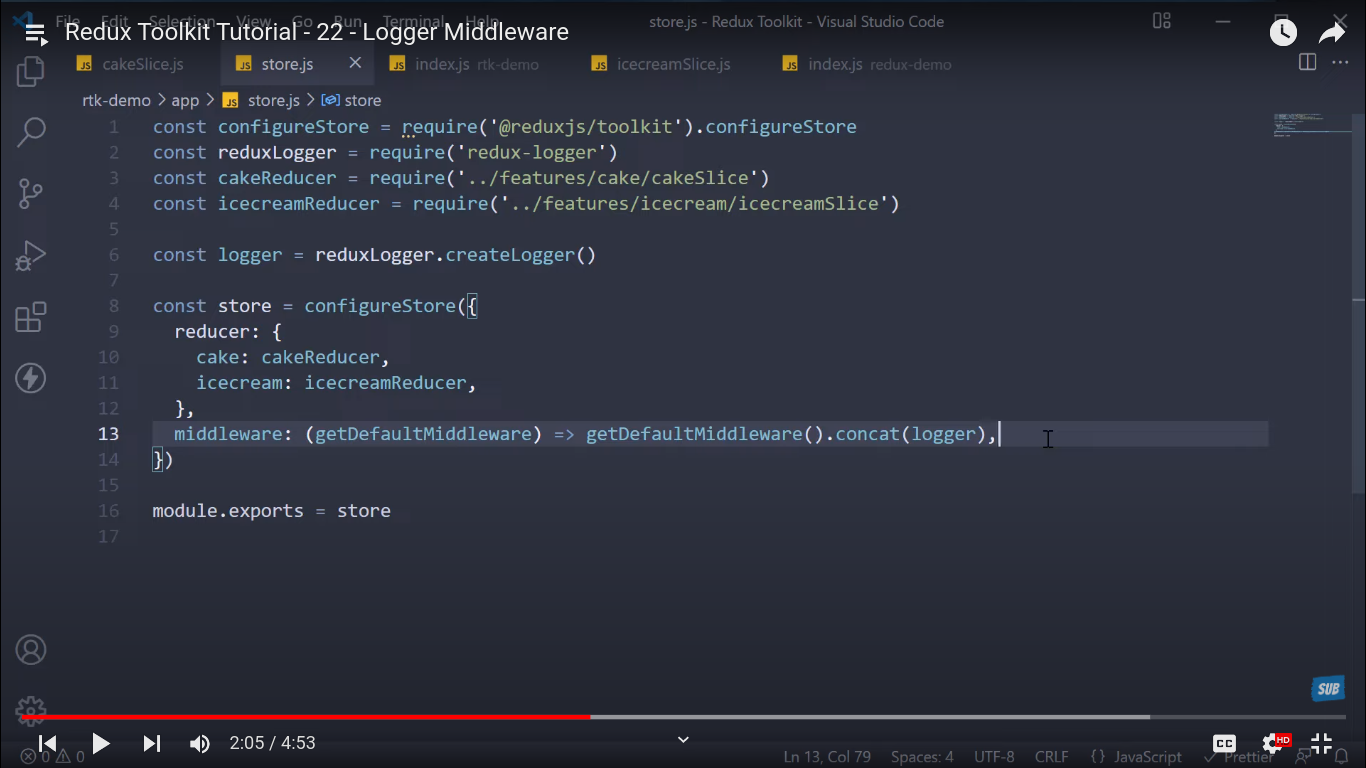 File Edit Selection View Go Run Terminal Help
store.js - Redux Toolkit - Visual Studio Code
Redux Toolkit Tutorial - 22 - Logger Middleware
JS cakeSlice.js JS store.js JS index.js rtk-demo JS icecreamSlice.js JS index.js redux-demo
rtk-demo > app > JS store.js > store
1 const configureStore = require('@reduxjs/toolkit').configureStore
2 const reduxLogger = require('redux-logger')
3 const cakeReducer = require('../features/cake/cakeSlice')
4 const icecreamReducer = require('../features/icecream/icecreamSlice')
5
6 const logger = reduxLogger.createLogger()
7
8 const store = configureStore({
9 reducer: {
10 cake: cakeReducer,
11 icecream: icecreamReducer,
12 },
13 middleware: (getDefaultMiddleware) => getDefaultMiddleware().concat(logger),
14 })
15
16 module.exports = store
17
SUB
2:05 / 4:53
CC HD
0 0
Ln 13, Col 79 Spaces: 4 UTF-8 CRLF {} JavaScript Prettier